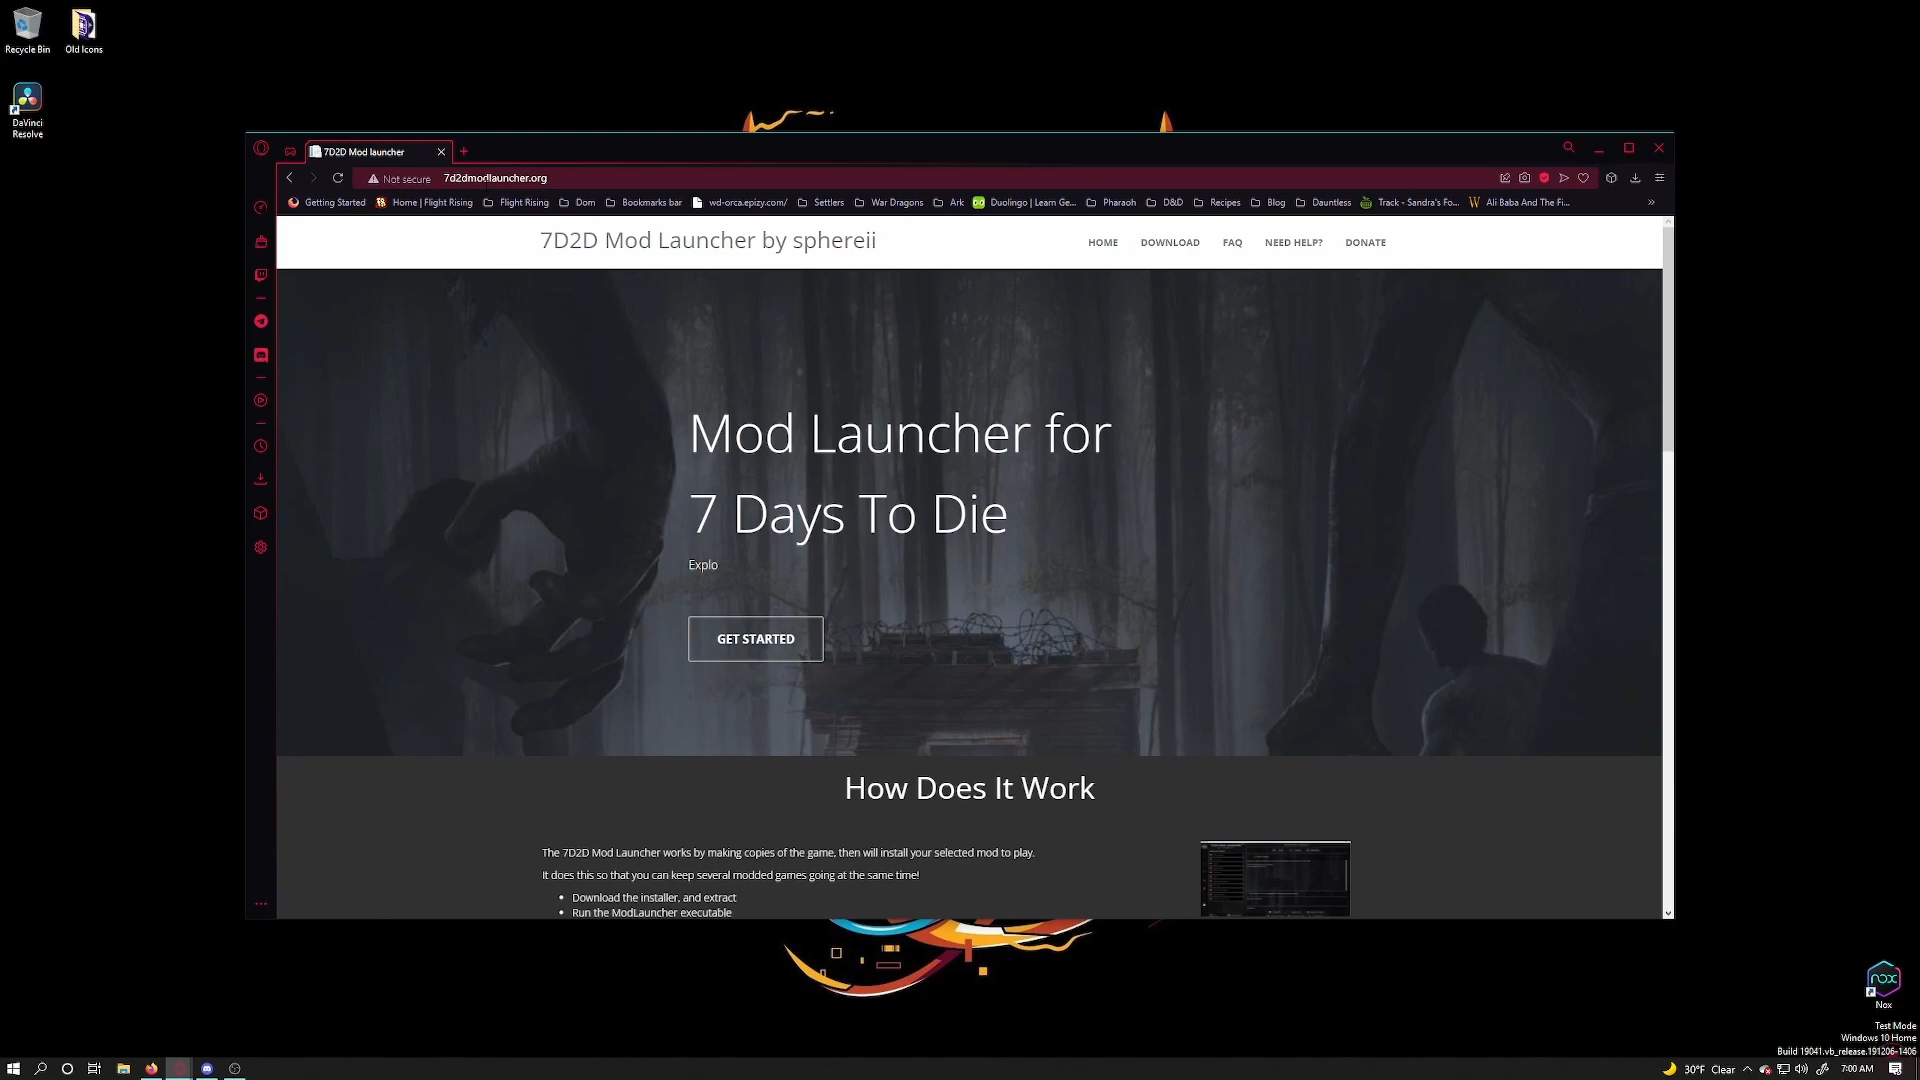 Recycle Bin
Old Icons
DaVinci
Resolve
7D2D Mod launcher
Not secure
7d2dmodlauncher.org
Getting Started
Home | Flight Rising
Flight Rising
Dom
Bookmarks bar
wd-orca.epizy.com/
Settlers
War Dragons
Ark
Duolingo | Learn Ge...
Pharaoh
D&D
Recipes
Blog
Dauntless
Track - Sandra's Fo...
Ali Baba And The Fi...
7D2D Mod Launcher by sphereii
HOME
DOWNLOAD
FAQ
NEED HELP?
DONATE
Mod Launcher for
7 Days To Die
Explo
GET STARTED
How Does It Work
The 7D2D Mod Launcher works by making copies of the game, then will install your selected mod to play.
It does this so that you can keep several modded games going at the same time!
Download the installer, and extract
Run the ModLauncher executable
nox
Nox
Test Mode
Windows 10 Home
Build 19041.vb_release.191206-1406
30°F Clear
7:00 AM